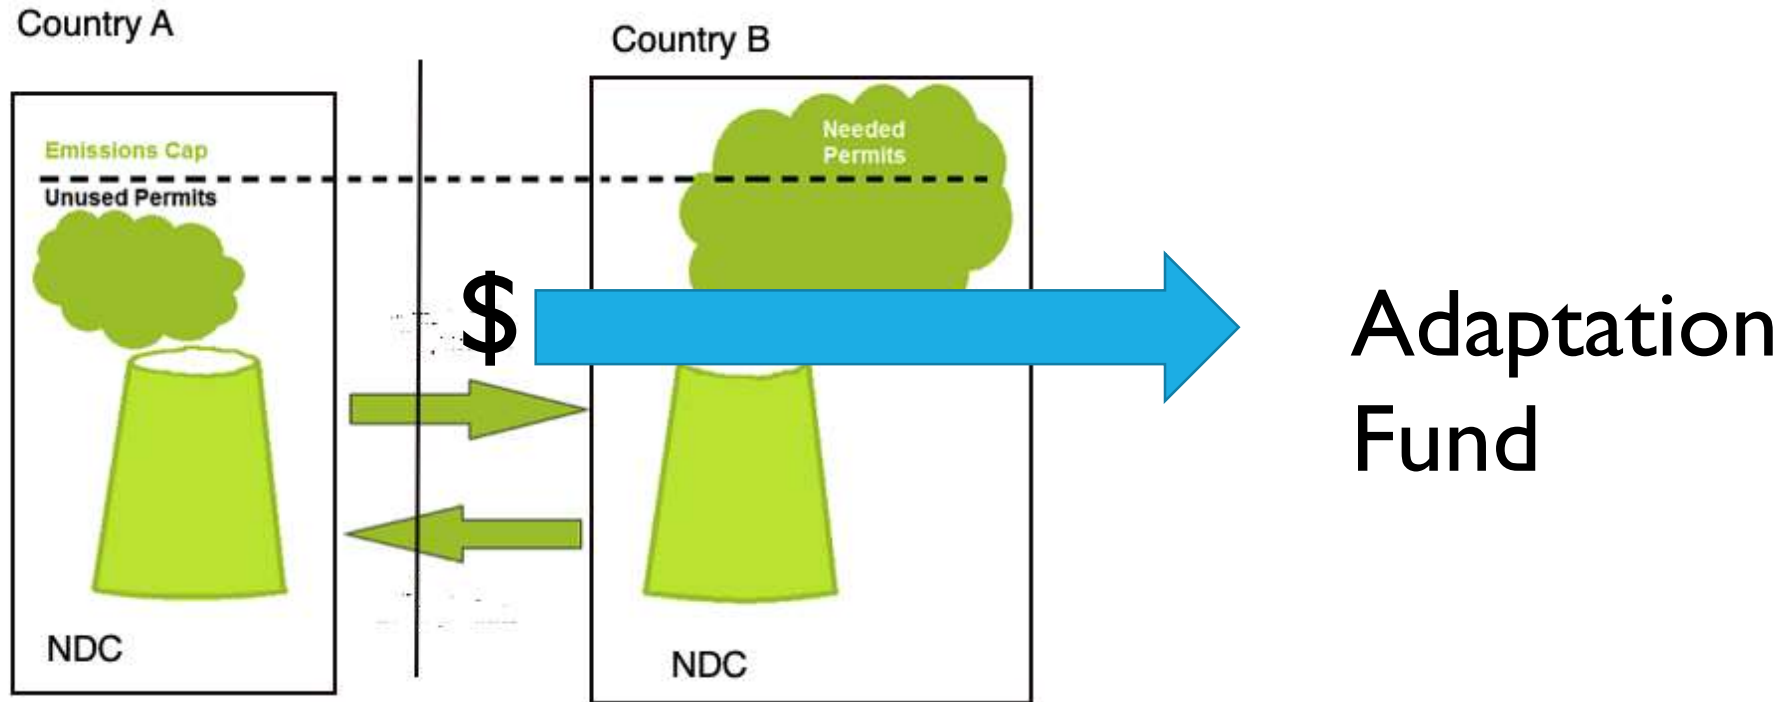 Country A
Country B
Emissions Cap
Unused Permits
Needed
Permits
$
Adaptation
Fund
NDC
NDC